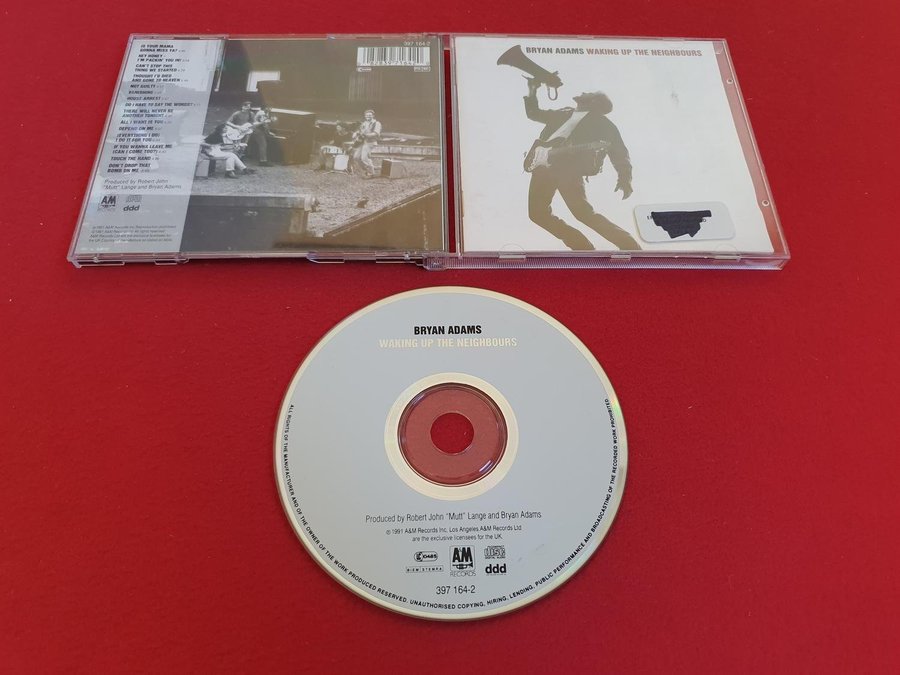 IS YOUR MAMA
GONNA MISS YA?
HEY HONEY -
I'M PACKIN' YOU IN!
CAN'T STOP THIS
THING WE STARTED
THOUGHT I'D DIED
AND GONE TO HEAVEN
NOT GUILTY
VANISHING
HOUSE ARREST
DO I HAVE TO SAY THE WORDS?
THERE WILL NEVER BE
ANOTHER TONIGHT
ALL I WANT IS YOU
DEPEND ON ME
(EVERYTHING I DO)
I DO IT FOR YOU
IF YOU WANNA LEAVE ME
(CAN I COME TOO?)
TOUCH THE HAND
DON'T DROP THAT
BOMB ON ME
Produced by Robert John
"Mutt" Lange and Bryan Adams
A&M
RECORDS
ddd
397 164-2
BRYAN ADAMS WAKING UP THE NEIGHBOURS
BRYAN ADAMS
WAKING UP THE NEIGHBOURS
Produced by Robert John "Mutt" Lange and Bryan Adams
℗ 1991 A&M Records Inc. Los Angeles A&M Records Ltd
are the exclusive licensees for the UK
BIEM STEMRA
A&M
RECORDS
ddd
397 164-2
ALL RIGHTS OF THE MANUFACTURER AND OF THE OWNER OF THE WORK PRODUCED RESERVED. UNAUTHORISED COPYING, HIRING, LENDING, PUBLIC PERFORMANCE AND BROADCASTING OF THE RECORDED WORK PROHIBITED